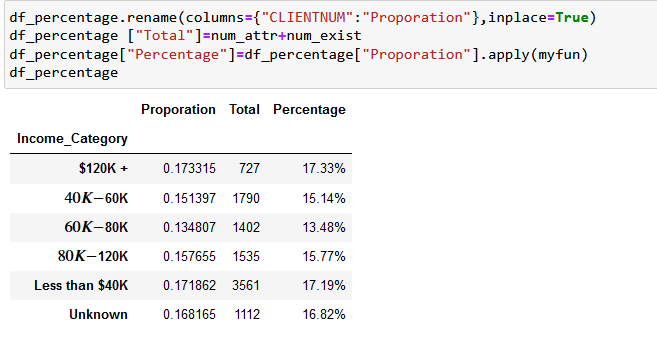 df_percentage.rename(columns={"CLIENTNUM":"Proporation"},inplace=True)
df_percentage ["Total"]=num_attr+num_exist
df_percentage["Percentage"]=df_percentage["Proporation"].apply(myfun)
df_percentage
Proporation Total Percentage
Income_Category
$120K + 0.173315 727 17.33%
40K−60K 0.151397 1790 15.14%
60K−80K 0.134807 1402 13.48%
80K−120K 0.157655 1535 15.77%
Less than $40K 0.171862 3561 17.19%
Unknown 0.168165 1112 16.82%